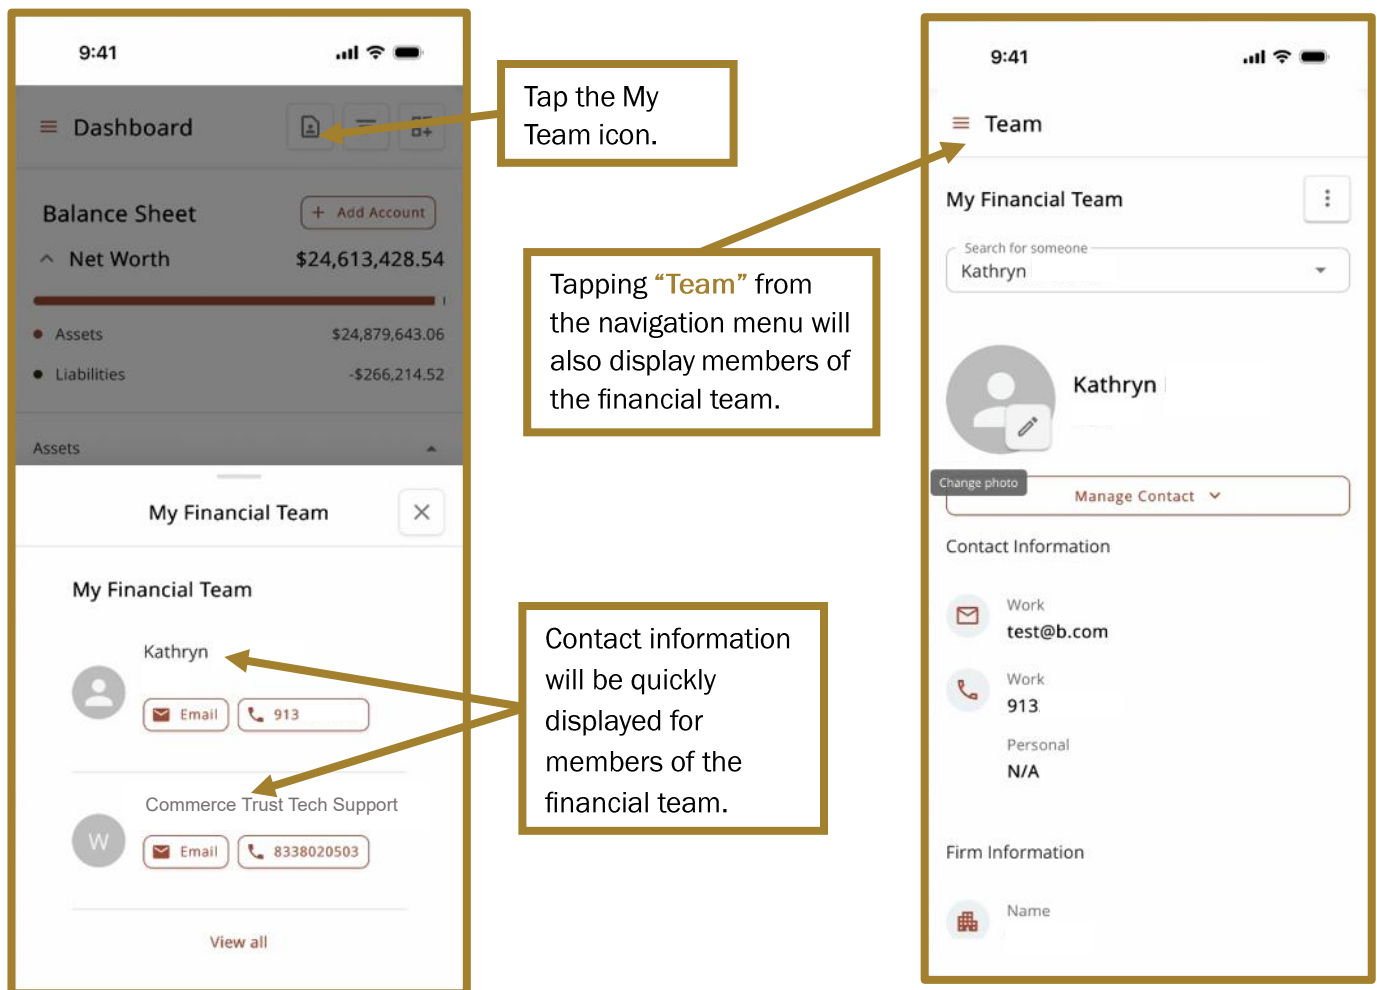 9:41
Dashboard
Balance Sheet
+ Add Account
Net Worth
$24,613,428.54
Assets
$24,879,643.06
Liabilities
-$266,214.52
Assets
My Financial Team
My Financial Team
Kathryn
Email
913
Commerce Trust Tech Support
W
Email
8338020503
View all
Tap the My
Team icon.
Tapping “Team” from
the navigation menu will
also display members of
the financial team.
Contact information
will be quickly
displayed for
members of the
financial team.
9:41
Team
My Financial Team
Search for someone
Kathryn
Kathryn
Change photo
Manage Contact
Contact Information
Work
test@b.com
Work
913
Personal
N/A
Firm Information
Name